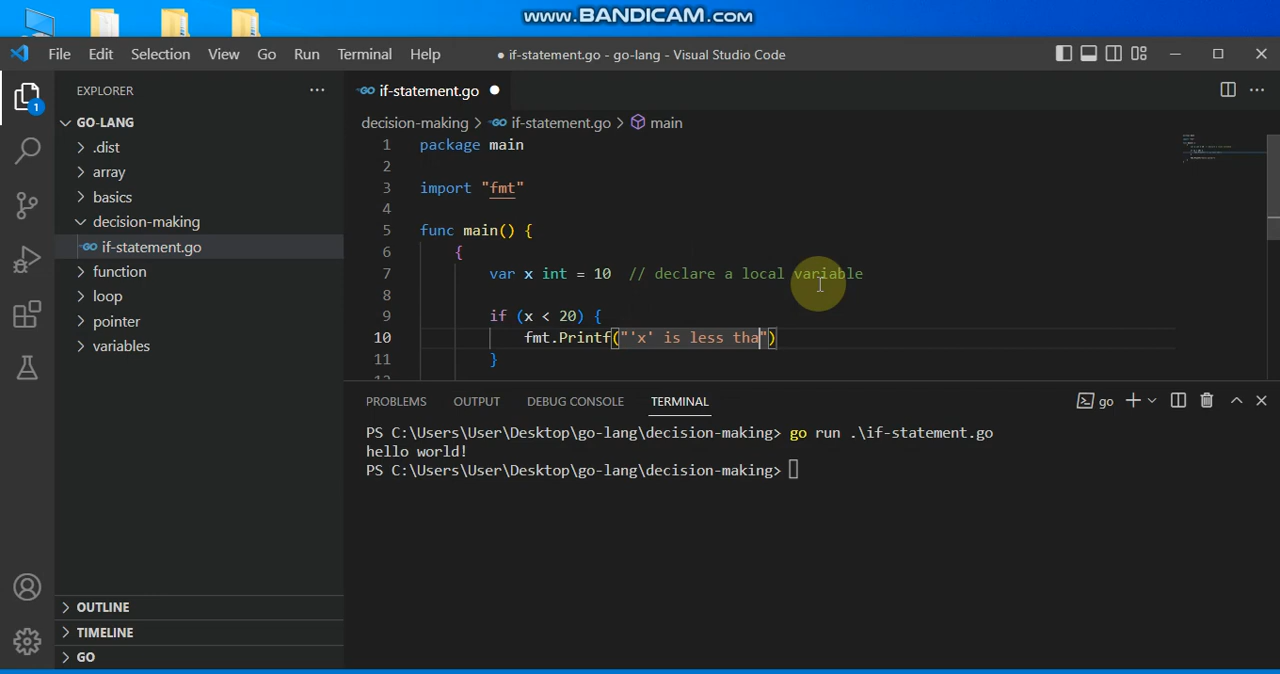 www.BANDICAM.com
File Edit Selection View Go Run Terminal Help
● if-statement.go - go-lang - Visual Studio Code
EXPLORER
1
GO-LANG
.dist
array
basics
decision-making
if-statement.go
function
loop
pointer
variables
OUTLINE
TIMELINE
GO
if-statement.go
decision-making > if-statement.go > main
1 package main
2
3 import "fmt"
4
5 func main() {
6 {
7 var x int = 10 // declare a local variable
8
9 if (x < 20) {
10 fmt.Printf("'x' is less tha")
11 }
PROBLEMS OUTPUT DEBUG CONSOLE TERMINAL go
PS C:\Users\User\Desktop\go-lang\decision-making> go run .\if-statement.go
hello world!
PS C:\Users\User\Desktop\go-lang\decision-making>